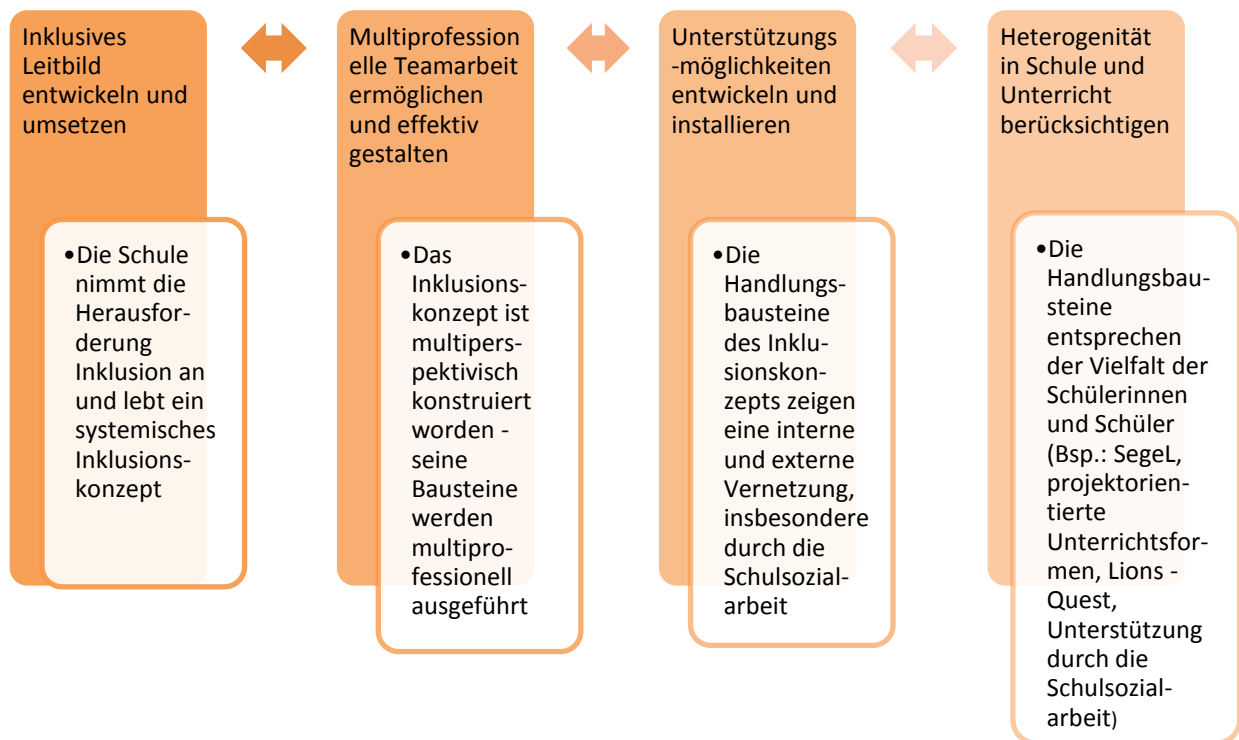 Inklusives
Leitbild
entwickeln und
umsetzen
•Die Schule
nimmt die
Herausfor-
derung
Inklusion an
und lebt ein
systemisches
Inklusions-
konzept
Multiprofession
elle Teamarbeit
ermöglichen
und effektiv
gestalten
•Das
Inklusions-
konzept ist
multipers-
pektivisch
konstruiert
worden -
seine
Bausteine
werden
multipro-
fessionell
ausgeführt
Unterstützungs
-möglichkeiten
entwickeln und
installieren
•Die
Handlungs-
bausteine
des Inklu-
sionskon-
zepts zeigen
eine interne
und externe
Vernetzung,
insbesondere
durch die
Schulsozial-
arbeit
Heterogenität
in Schule und
Unterricht
berücksichtigen
•Die
Handlungsbau-
steine
entsprechen
der Vielfalt der
Schülerinnen
und Schüler
(Bsp.: SegeL,
projektorien-
tierte
Unterrichtsfor-
men, Lions -
Quest,
Unterstützung
durch die
Schulsozial-
arbeit)